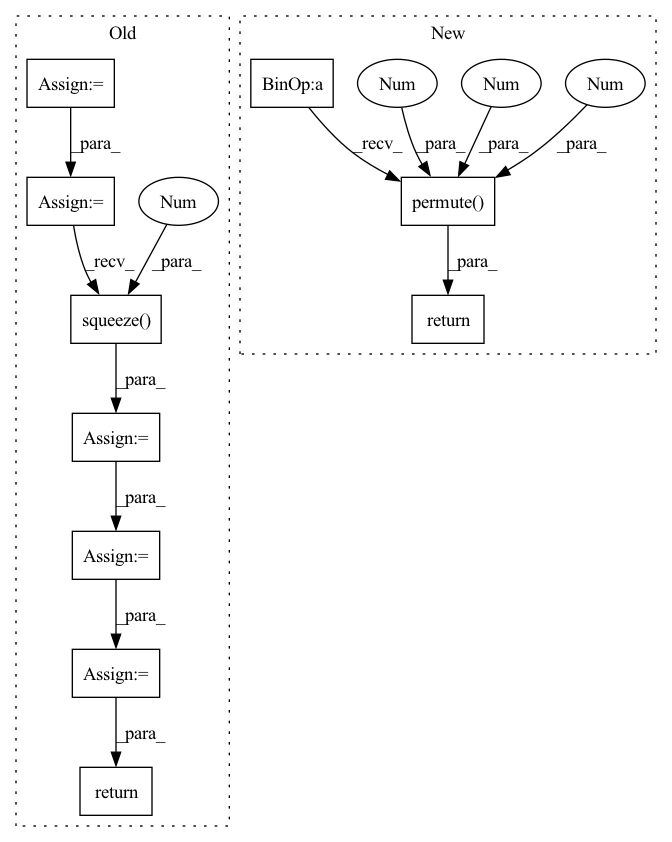 Old
New
Assign:=
BinOp:a
Num
Num
Num
_para_
_recv_
_para_
_para_
_para_
Assign:=
Num
permute()
_recv_
_para_
_para_
squeeze()
return
_para_
Assign:=
_para_
Assign:=
_para_
Assign:=
_para_
return